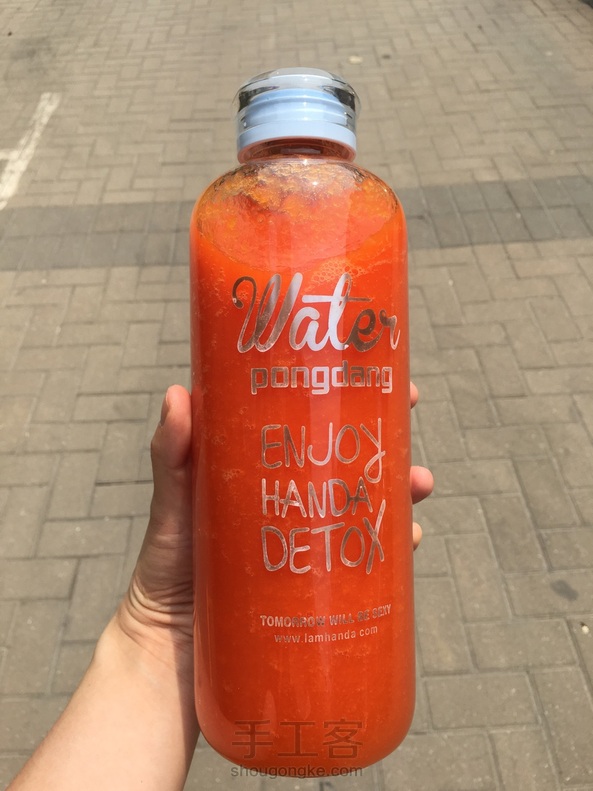 Water
pongdang
ENJOY
HANDA
DETOX
TOMORROW WILL BE SEXY
www.iamhanda.com
手工客
shougongke.com